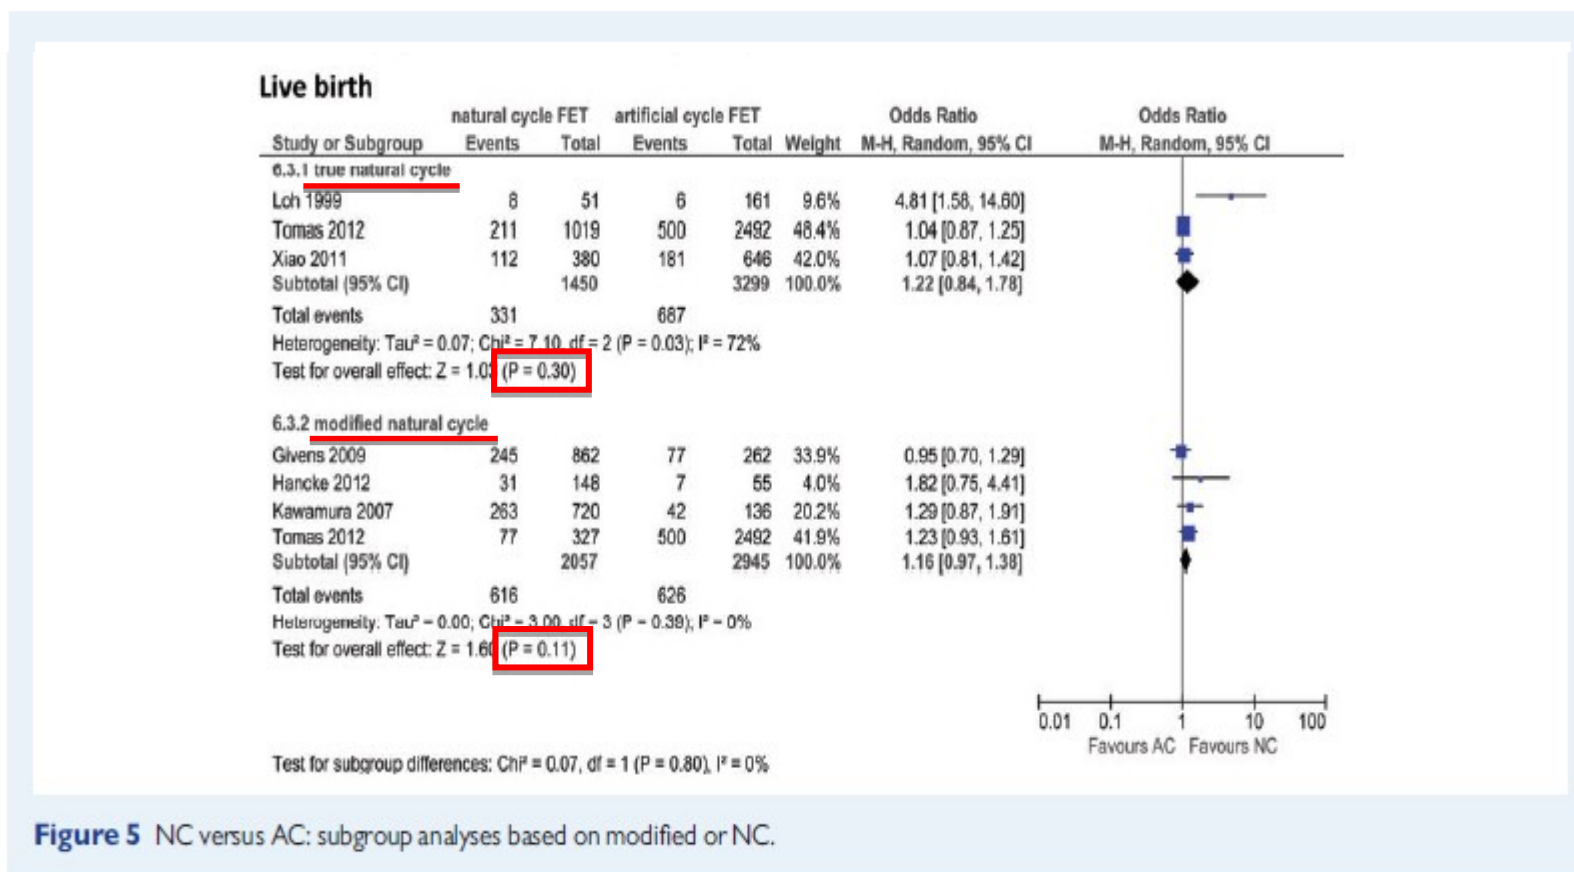 Live birth
natural cycle FET artificial cycle FET Odds Ratio Odds Ratio
Study or Subgroup Events Total Events Total Weight M-H, Random, 95% CI M-H, Random, 95% CI
6.3.1 true natural cycle
Loh 1999 8 51 6 161 9.6% 4.81 [1.58, 14.60]
Tomas 2012 211 1019 500 2492 48.4% 1.04 [0.87, 1.25]
Xiao 2011 112 380 181 646 42.0% 1.07 [0.81, 1.42]
Subtotal (95% CI) 1450 3299 100.0% 1.22 [0.84, 1.78]
Total events 331 687
Heterogeneity: Tau² = 0.07; Chi² = 7.10, df = 2 (P = 0.03); I² = 72%
Test for overall effect: Z = 1.03 (P = 0.30)
6.3.2 modified natural cycle
Givens 2009 245 862 77 262 33.9% 0.95 [0.70, 1.29]
Hancke 2012 31 148 7 55 4.0% 1.82 [0.75, 4.41]
Kawamura 2007 263 720 42 136 20.2% 1.29 [0.87, 1.91]
Tomas 2012 77 327 500 2492 41.9% 1.23 [0.93, 1.61]
Subtotal (95% CI) 2057 2945 100.0% 1.16 [0.97, 1.38]
Total events 616 626
Heterogeneity: Tau² = 0.00; Chi² = 3.00, df = 3 (P = 0.39); I² = 0%
Test for overall effect: Z = 1.60 (P = 0.11)
0.01 0.1 1 10 100
Favours AC Favours NC
Test for subgroup differences: Chi² = 0.07, df = 1 (P = 0.80), I² = 0%
Figure 5 NC versus AC: subgroup analyses based on modified or NC.